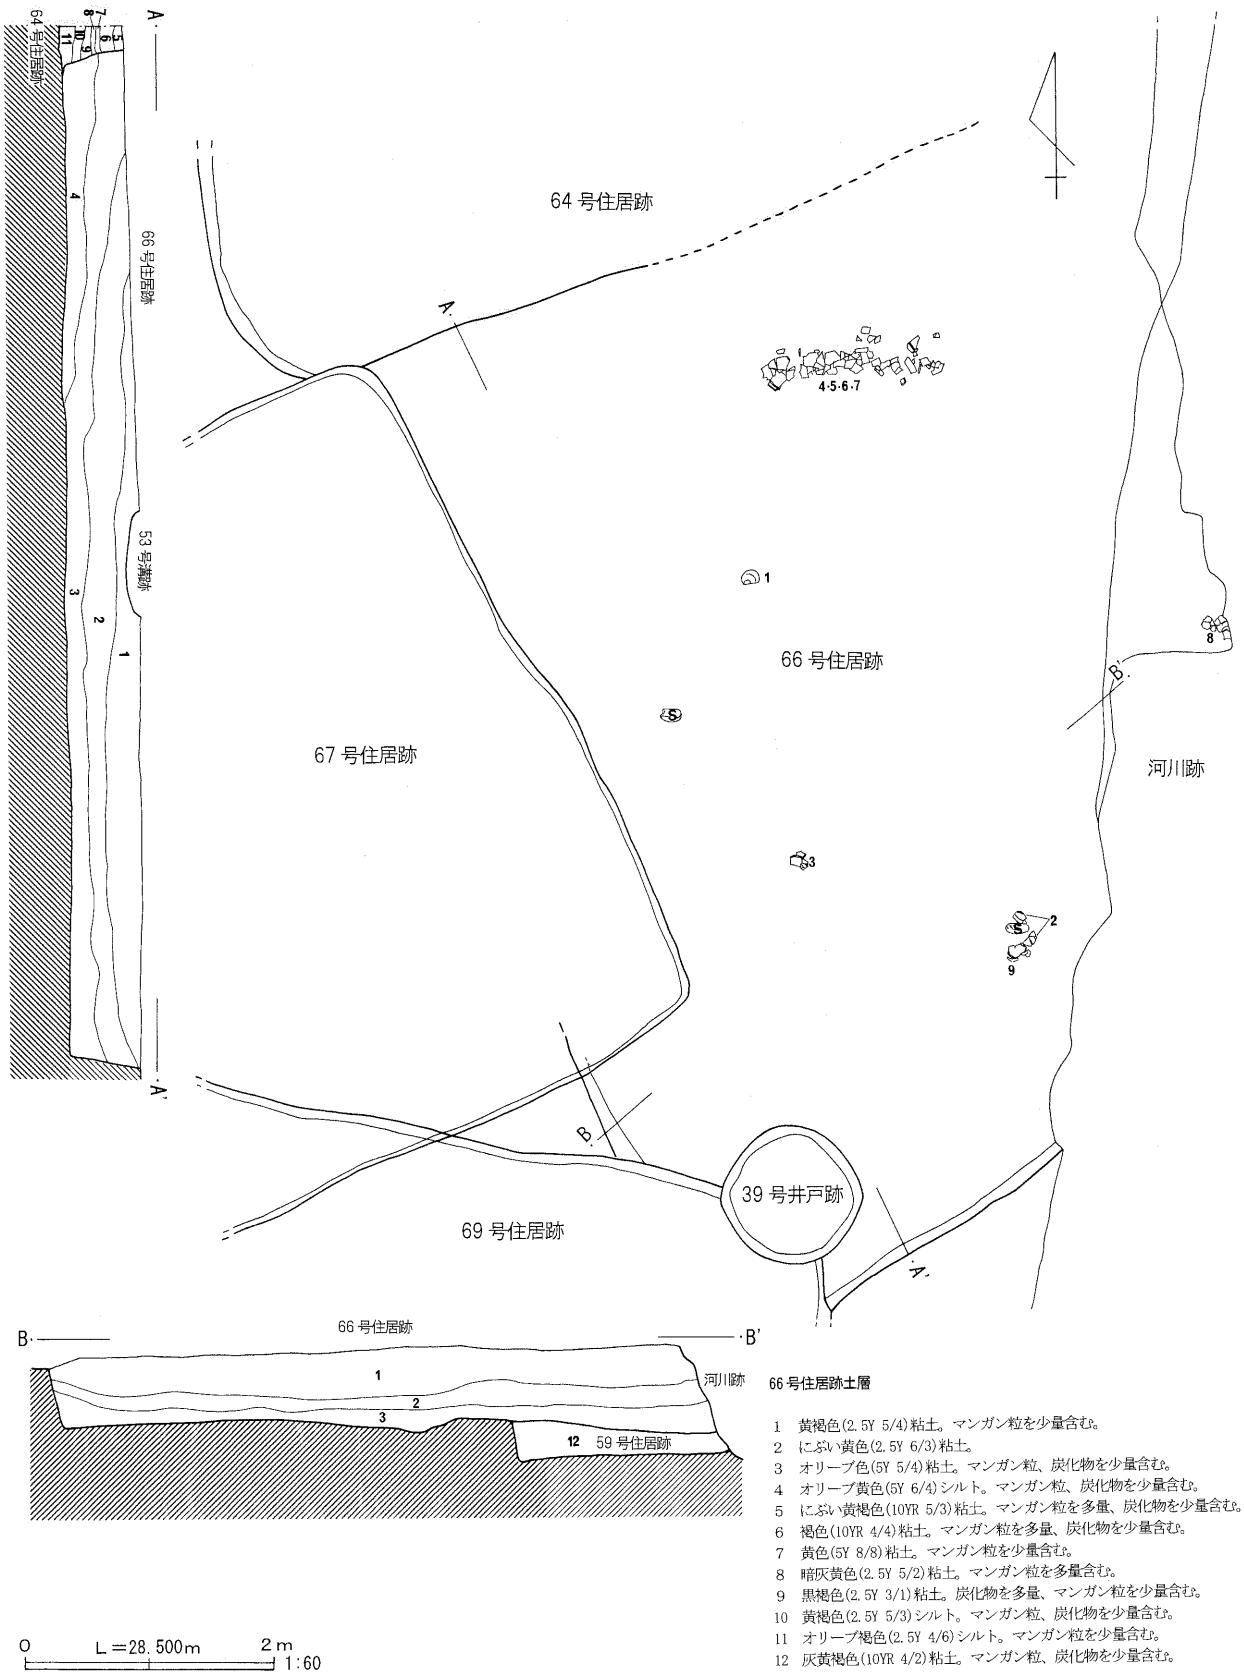 A・
64号住居跡
11
10
9
8
7
6
5
4
66号住居跡
53号溝跡
3
2
1
・A'
64号住居跡
A・
4・5・6・7
1
66号住居跡
S
67号住居跡
8
B'・
河川跡
3
2
S
9
B・
39号井戸跡
69号住居跡
・A'
B・
66号住居跡
・B'
1
2
3
河川跡
12 59号住居跡
66号住居跡土層
1 黄褐色(2.5Y 5/4)粘土。マンガン粒を少量含む。
2 にぶい黄色(2.5Y 6/3)粘土。
3 オリーブ色(5Y 5/4)粘土。マンガン粒、炭化物を少量含む。
4 オリーブ黄色(5Y 6/4)シルト。マンガン粒、炭化物を少量含む。
5 にぶい黄褐色(10YR 5/3)粘土。マンガン粒を多量、炭化物を少量含む。
6 褐色(10YR 4/4)粘土。マンガン粒を多量、炭化物を少量含む。
7 黄色(5Y 8/8)粘土。マンガン粒を少量含む。
8 暗灰黄色(2.5Y 5/2)粘土。マンガン粒を多量含む。
9 黒褐色(2.5Y 3/1)粘土。炭化物を多量、マンガン粒を少量含む。
10 黄褐色(2.5Y 5/3)シルト。マンガン粒、炭化物を少量含む。
11 オリーブ褐色(2.5Y 4/6)シルト。マンガン粒を少量含む。
12 灰黄褐色(10YR 4/2)粘土。マンガン粒、炭化物を少量含む。
0 L=28.500m 2m
1:60